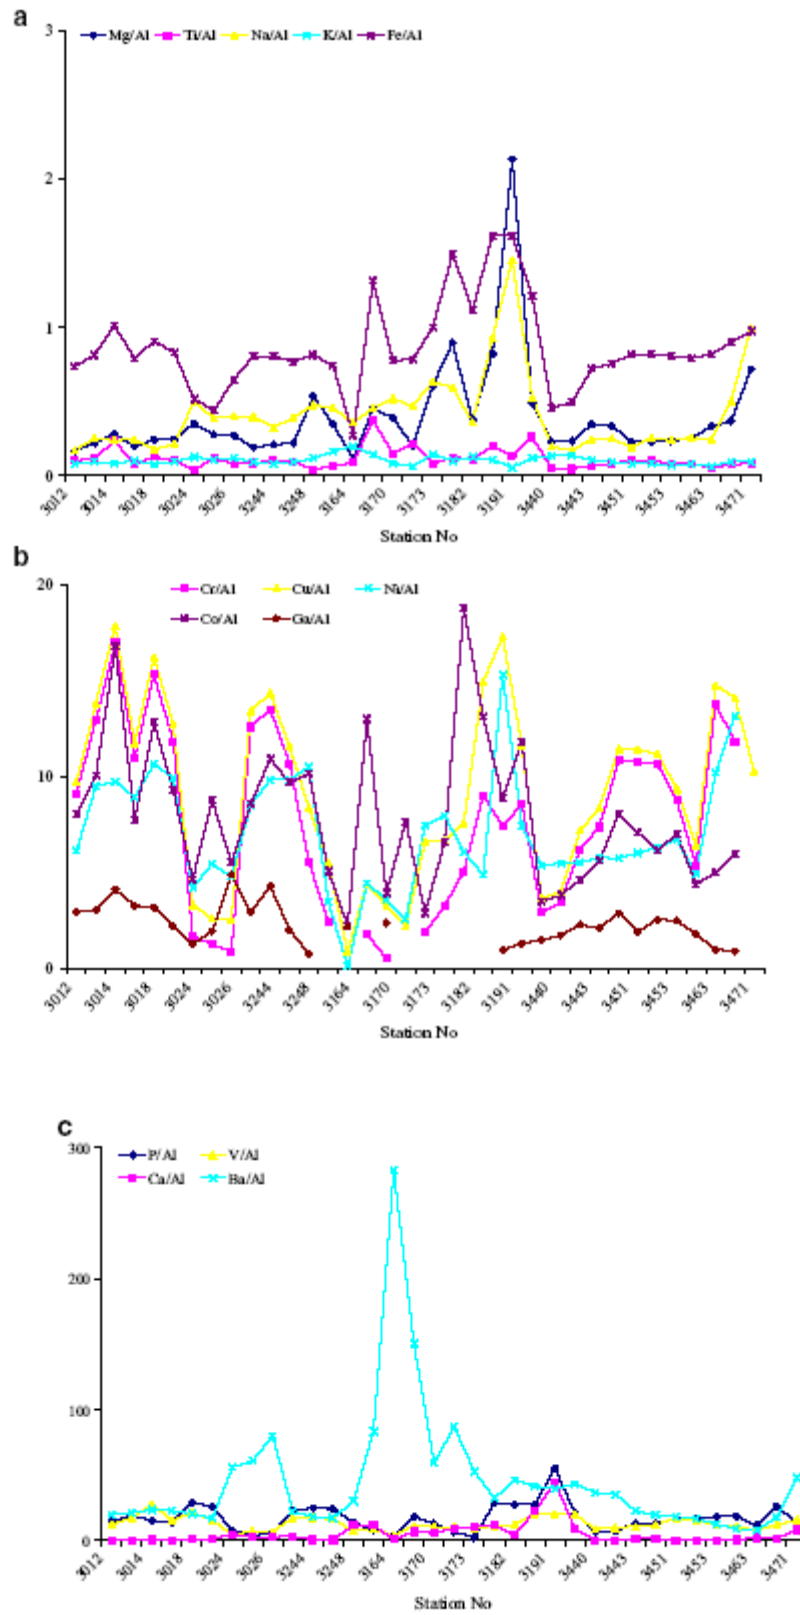 a
3
Mg/Al Ti/Al Na/Al K/Al Fe/Al
2
1
0
3012 3014 3018 3024 3026 3244 3248 3164 3170 3173 3182 3191 3440 3443 3451 3453 3463 3471
Station No
b
20
Cr/Al Cu/Al Ni/Al
Co/Al Ga/Al
10
0
3012 3014 3018 3024 3026 3244 3248 3164 3170 3173 3182 3191 3440 3443 3451 3453 3463 3471
Station No
c
300
P/Al V/Al
Ca/Al Ba/Al
200
100
0
3012 3014 3018 3024 3026 3244 3248 3164 3170 3173 3182 3191 3440 3443 3451 3453 3463 3471
Station No